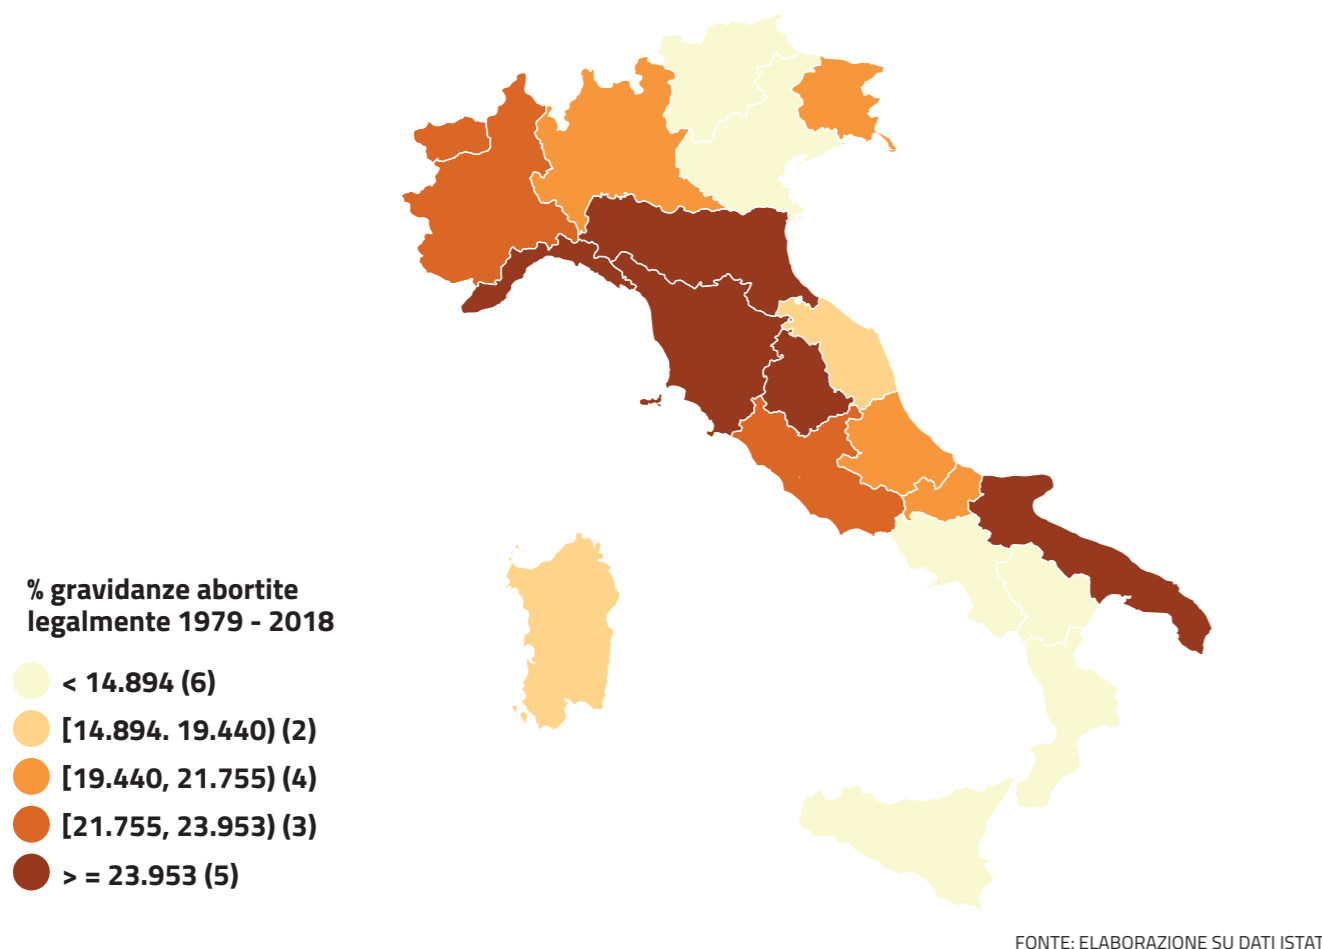 % gravidanze abortite
legalmente 1979 - 2018
< 14.894 (6)
[14.894. 19.440) (2)
[19.440, 21.755) (4)
[21.755, 23.953) (3)
> = 23.953 (5)
FONTE: ELABORAZIONE SU DATI ISTAT